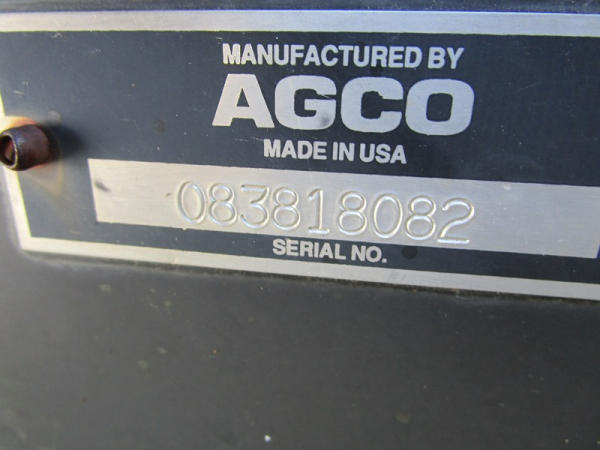 MANUFACTURED BY
AGCO
MADE IN USA
083818082
SERIAL NO.